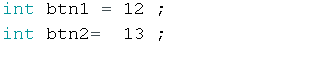 int btn1 = 12 ;
int btn2=  13 ;